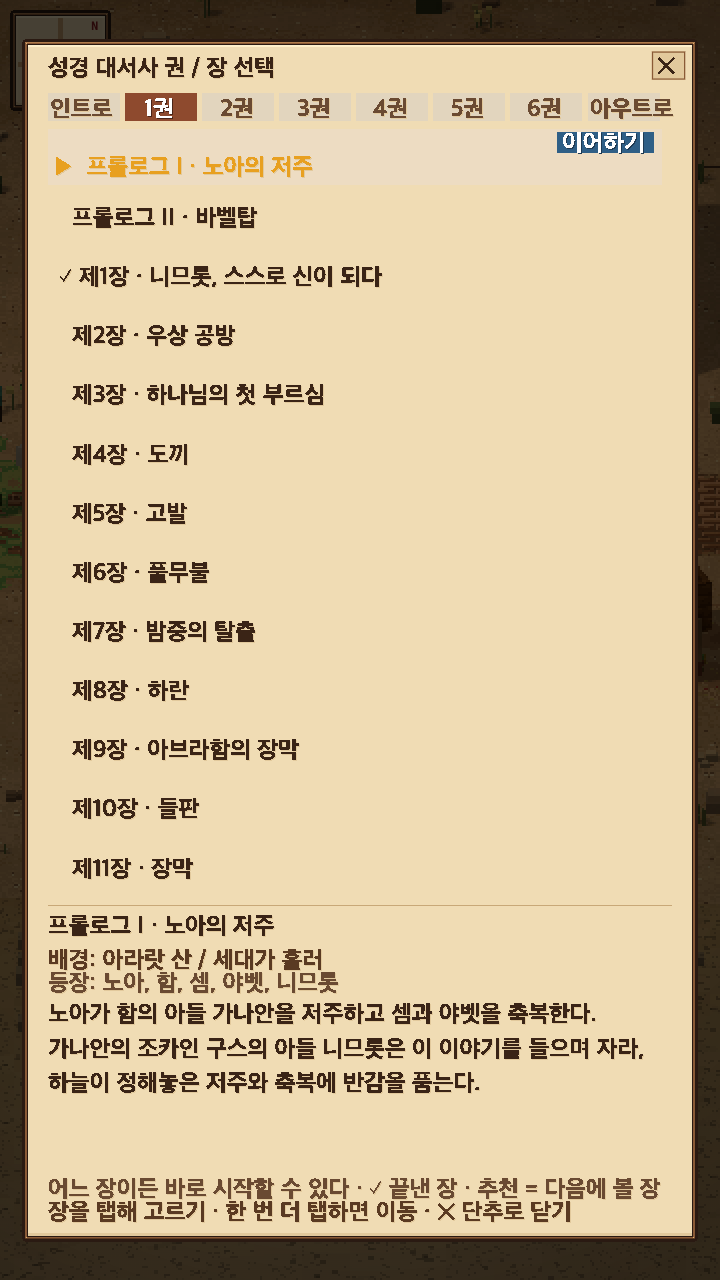 N
성경 대서사 권 / 장 선택
인트로 1권 2권 3권 4권 5권 6권 아우트로
이어하기
▶ 프롤로그 I · 노아의 저주
프롤로그 II · 바벨탑
✓ 제1장 · 니므롯, 스스로 신이 되다
제2장 · 우상 공방
제3장 · 하나님의 첫 부르심
제4장 · 도끼
제5장 · 고발
제6장 · 풀무불
제7장 · 밤중의 탈출
제8장 · 하란
제9장 · 아브라함의 장막
제10장 · 들판
제11장 · 장막
프롤로그 I · 노아의 저주
배경: 아라랏 산 / 세대가 흘러
등장: 노아, 함, 셈, 야벳, 니므롯
노아가 함의 아들 가나안을 저주하고 셈과 야벳을 축복한다.
가나안의 조카인 구스의 아들 니므롯은 이 이야기를 들으며 자라,
하늘이 정해놓은 저주와 축복에 반감을 품는다.
어느 장이든 바로 시작할 수 있다 · ✓ 끝낸 장 · 추천 = 다음에 볼 장
장을 탭해 고르기 · 한 번 더 탭하면 이동 · ✕ 단추로 닫기